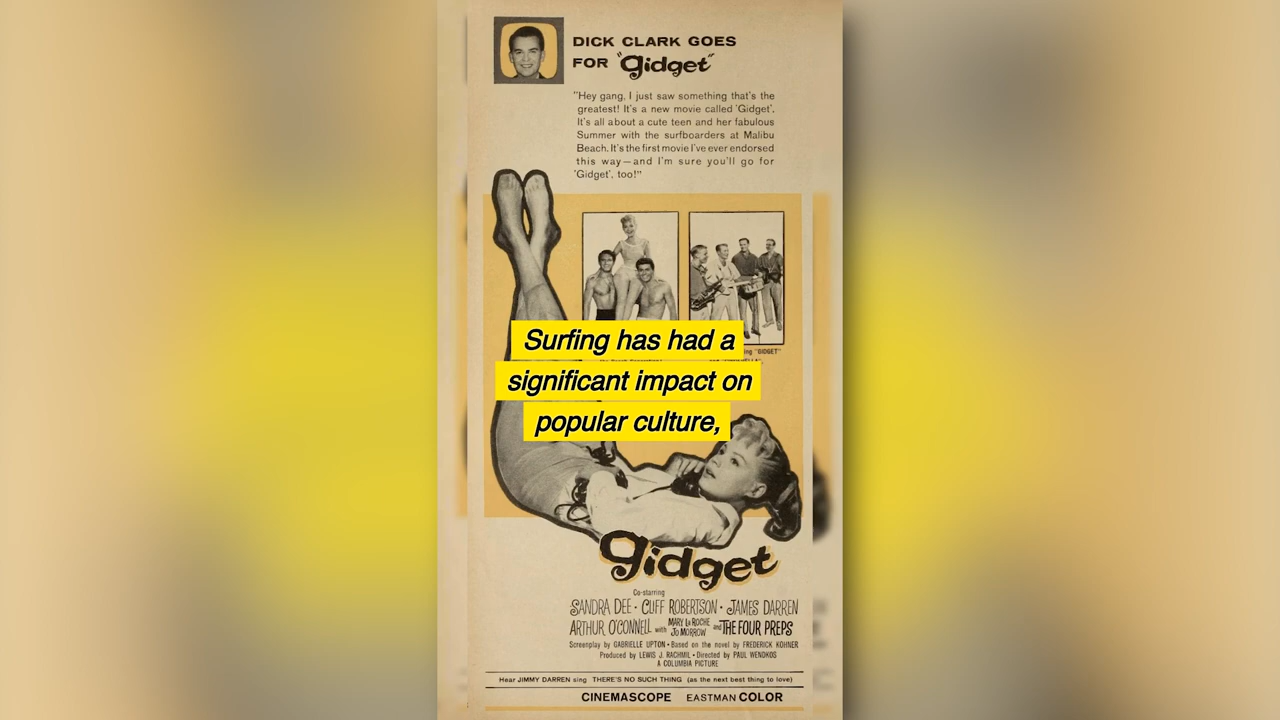 DICK CLARK GOES
FOR "gidget"
"Hey gang, I just saw something that's the
greatest! It's a new movie called 'Gidget'.
It's all about a cute teen and her fabulous
Summer with the surfboarders at Malibu
Beach. It's the first movie I've ever endorsed
this way—and I'm sure you'll go for
'Gidget', too!"
"GIDGET"
Surfing has had a
significant impact on
popular culture,
gidget
Co-starring
SANDRA DEE • CLIFF ROBERTSON • JAMES DARREN
ARTHUR O'CONNELL with MARY LA ROCHE JO MORROW and THE FOUR PREPS
Screenplay by GABRIELLE UPTON • Based on the novel by FREDERICK KOHNER
Produced by LEWIS J. RACHMIL • Directed by PAUL WENDKOS
A COLUMBIA PICTURE
Hear JIMMY DARREN sing THERE'S NO SUCH THING (as the next best thing to love)
CINEMASCOPE EASTMAN COLOR